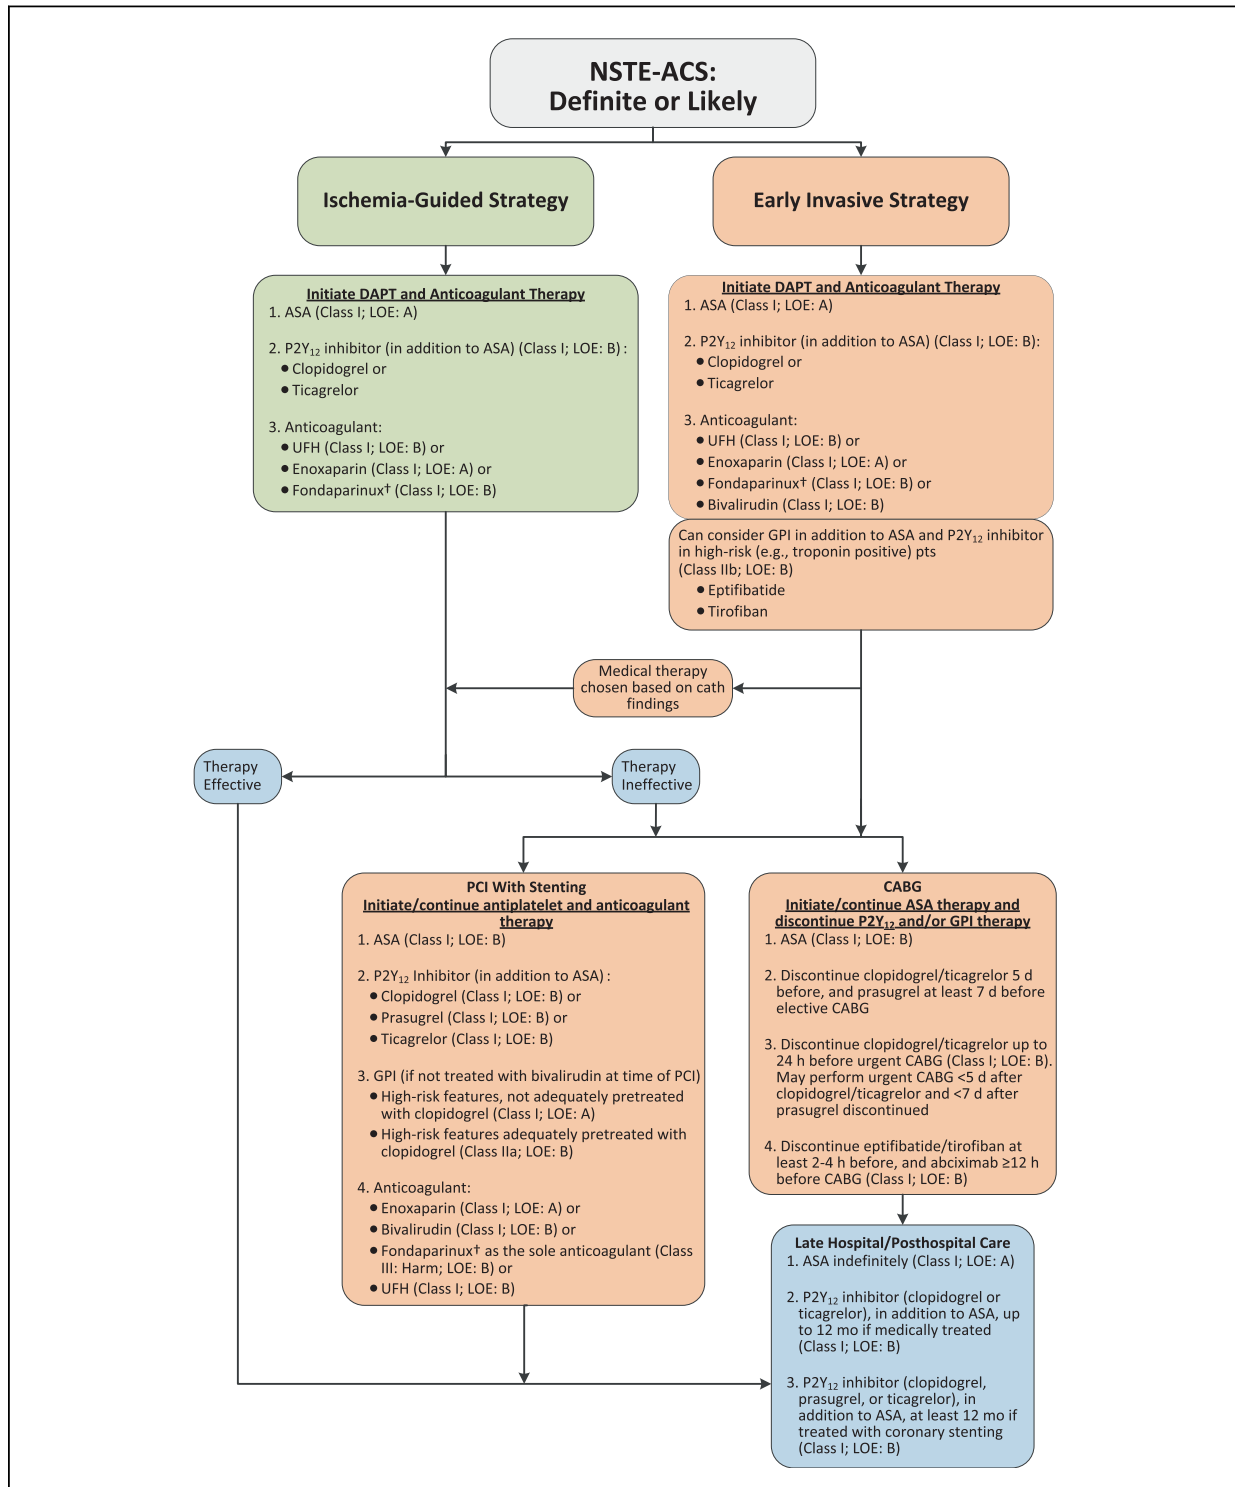 NSTE-ACS:
Definite or Likely
Ischemia-Guided Strategy
Early Invasive Strategy
Initiate DAPT and Anticoagulant Therapy
1. ASA (Class I; LOE: A)
2. P2Y₁₂ inhibitor (in addition to ASA) (Class I; LOE: B) :
● Clopidogrel or
● Ticagrelor
3. Anticoagulant:
● UFH (Class I; LOE: B) or
● Enoxaparin (Class I; LOE: A) or
● Fondaparinux† (Class I; LOE: B)
Initiate DAPT and Anticoagulant Therapy
1. ASA (Class I; LOE: A)
2. P2Y₁₂ inhibitor (in addition to ASA) (Class I; LOE: B):
● Clopidogrel or
● Ticagrelor
3. Anticoagulant:
● UFH (Class I; LOE: B) or
● Enoxaparin (Class I; LOE: A) or
● Fondaparinux† (Class I; LOE: B) or
● Bivalirudin (Class I; LOE: B)
Can consider GPI in addition to ASA and P2Y₁₂ inhibitor
in high-risk (e.g., troponin positive) pts
(Class IIb; LOE: B)
● Eptifibatide
● Tirofiban
Medical therapy
chosen based on cath
findings
Therapy
Effective
Therapy
Ineffective
PCI With Stenting
Initiate/continue antiplatelet and anticoagulant
therapy
1. ASA (Class I; LOE: B)
2. P2Y₁₂ Inhibitor (in addition to ASA) :
● Clopidogrel (Class I; LOE: B) or
● Prasugrel (Class I; LOE: B) or
● Ticagrelor (Class I; LOE: B)
3. GPI (if not treated with bivalirudin at time of PCI)
● High-risk features, not adequately pretreated
with clopidogrel (Class I; LOE: A)
● High-risk features adequately pretreated with
clopidogrel (Class IIa; LOE: B)
4. Anticoagulant:
● Enoxaparin (Class I; LOE: A) or
● Bivalirudin (Class I; LOE: B) or
● Fondaparinux† as the sole anticoagulant (Class
III: Harm; LOE: B) or
● UFH (Class I; LOE: B)
CABG
Initiate/continue ASA therapy and
discontinue P2Y₁₂ and/or GPI therapy
1. ASA (Class I; LOE: B)
2. Discontinue clopidogrel/ticagrelor 5 d
before, and prasugrel at least 7 d before
elective CABG
3. Discontinue clopidogrel/ticagrelor up to
24 h before urgent CABG (Class I; LOE: B).
May perform urgent CABG <5 d after
clopidogrel/ticagrelor and <7 d after
prasugrel discontinued
4. Discontinue eptifibatide/tirofiban at
least 2-4 h before, and abciximab ≥12 h
before CABG (Class I; LOE: B)
Late Hospital/Posthospital Care
1. ASA indefinitely (Class I; LOE: A)
2. P2Y₁₂ inhibitor (clopidogrel or
ticagrelor), in addition to ASA, up
to 12 mo if medically treated
(Class I; LOE: B)
3. P2Y₁₂ inhibitor (clopidogrel,
prasugrel, or ticagrelor), in
addition to ASA, at least 12 mo if
treated with coronary stenting
(Class I; LOE: B)